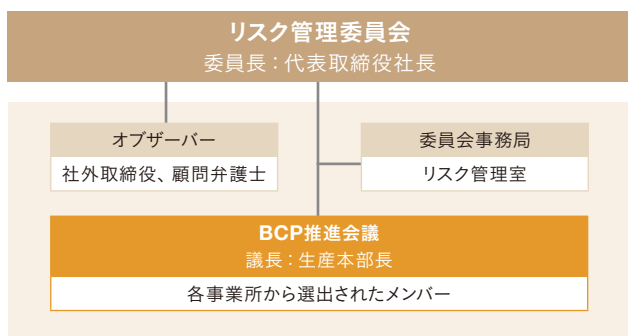 リスク管理委員会
委員長：代表取締役社長
オブザーバー
社外取締役、顧問弁護士
委員会事務局
リスク管理室
BCP推進会議
議長：生産本部長
各事業所から選出されたメンバー